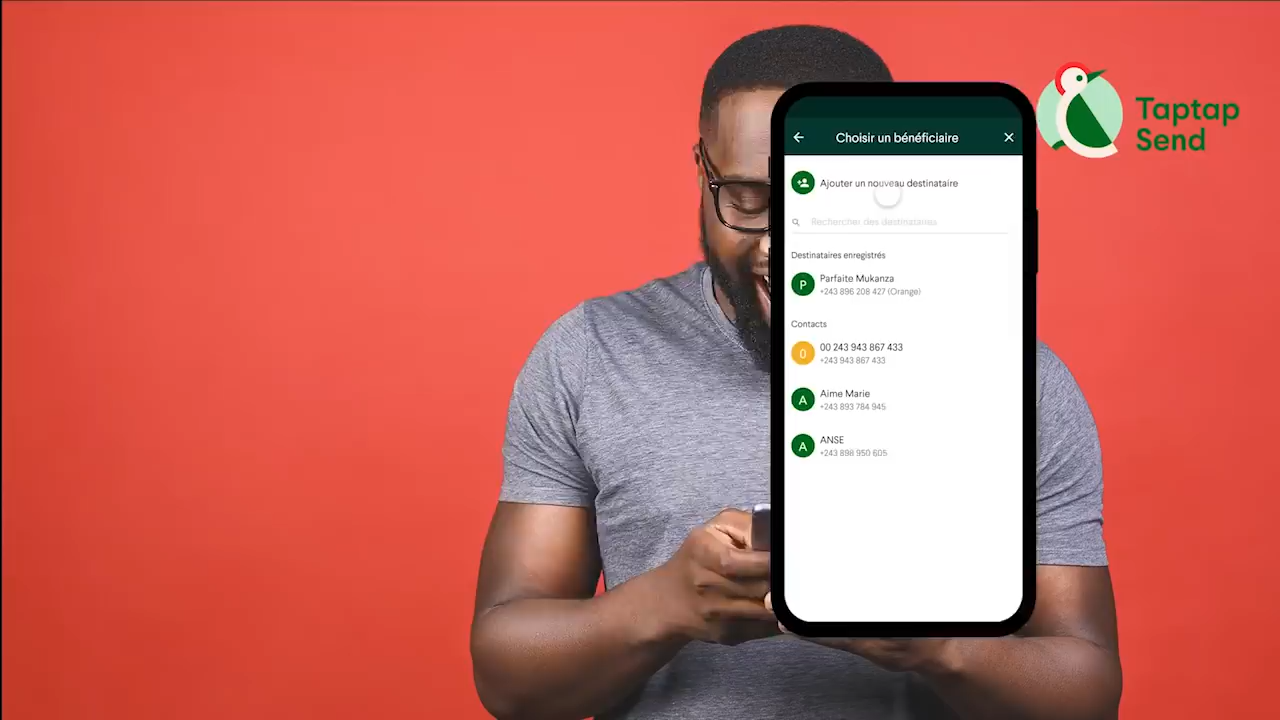 Taptap
Send
Choisir un bénéficiaire
Ajouter un nouveau destinataire
Rechercher des destinataires
Destinataires enregistrés
P
Parfaite Mukanza
+243 896 208 427 (Orange)
Contacts
0
00 243 943 867 433
+243 943 867 433
A
Aime Marie
+243 893 784 945
A
ANSE
+243 898 950 605